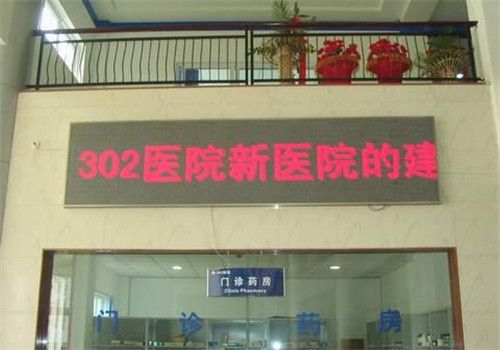 302医院新医院的建
门诊药房
Clinic Pharmacy
门 诊 药 房